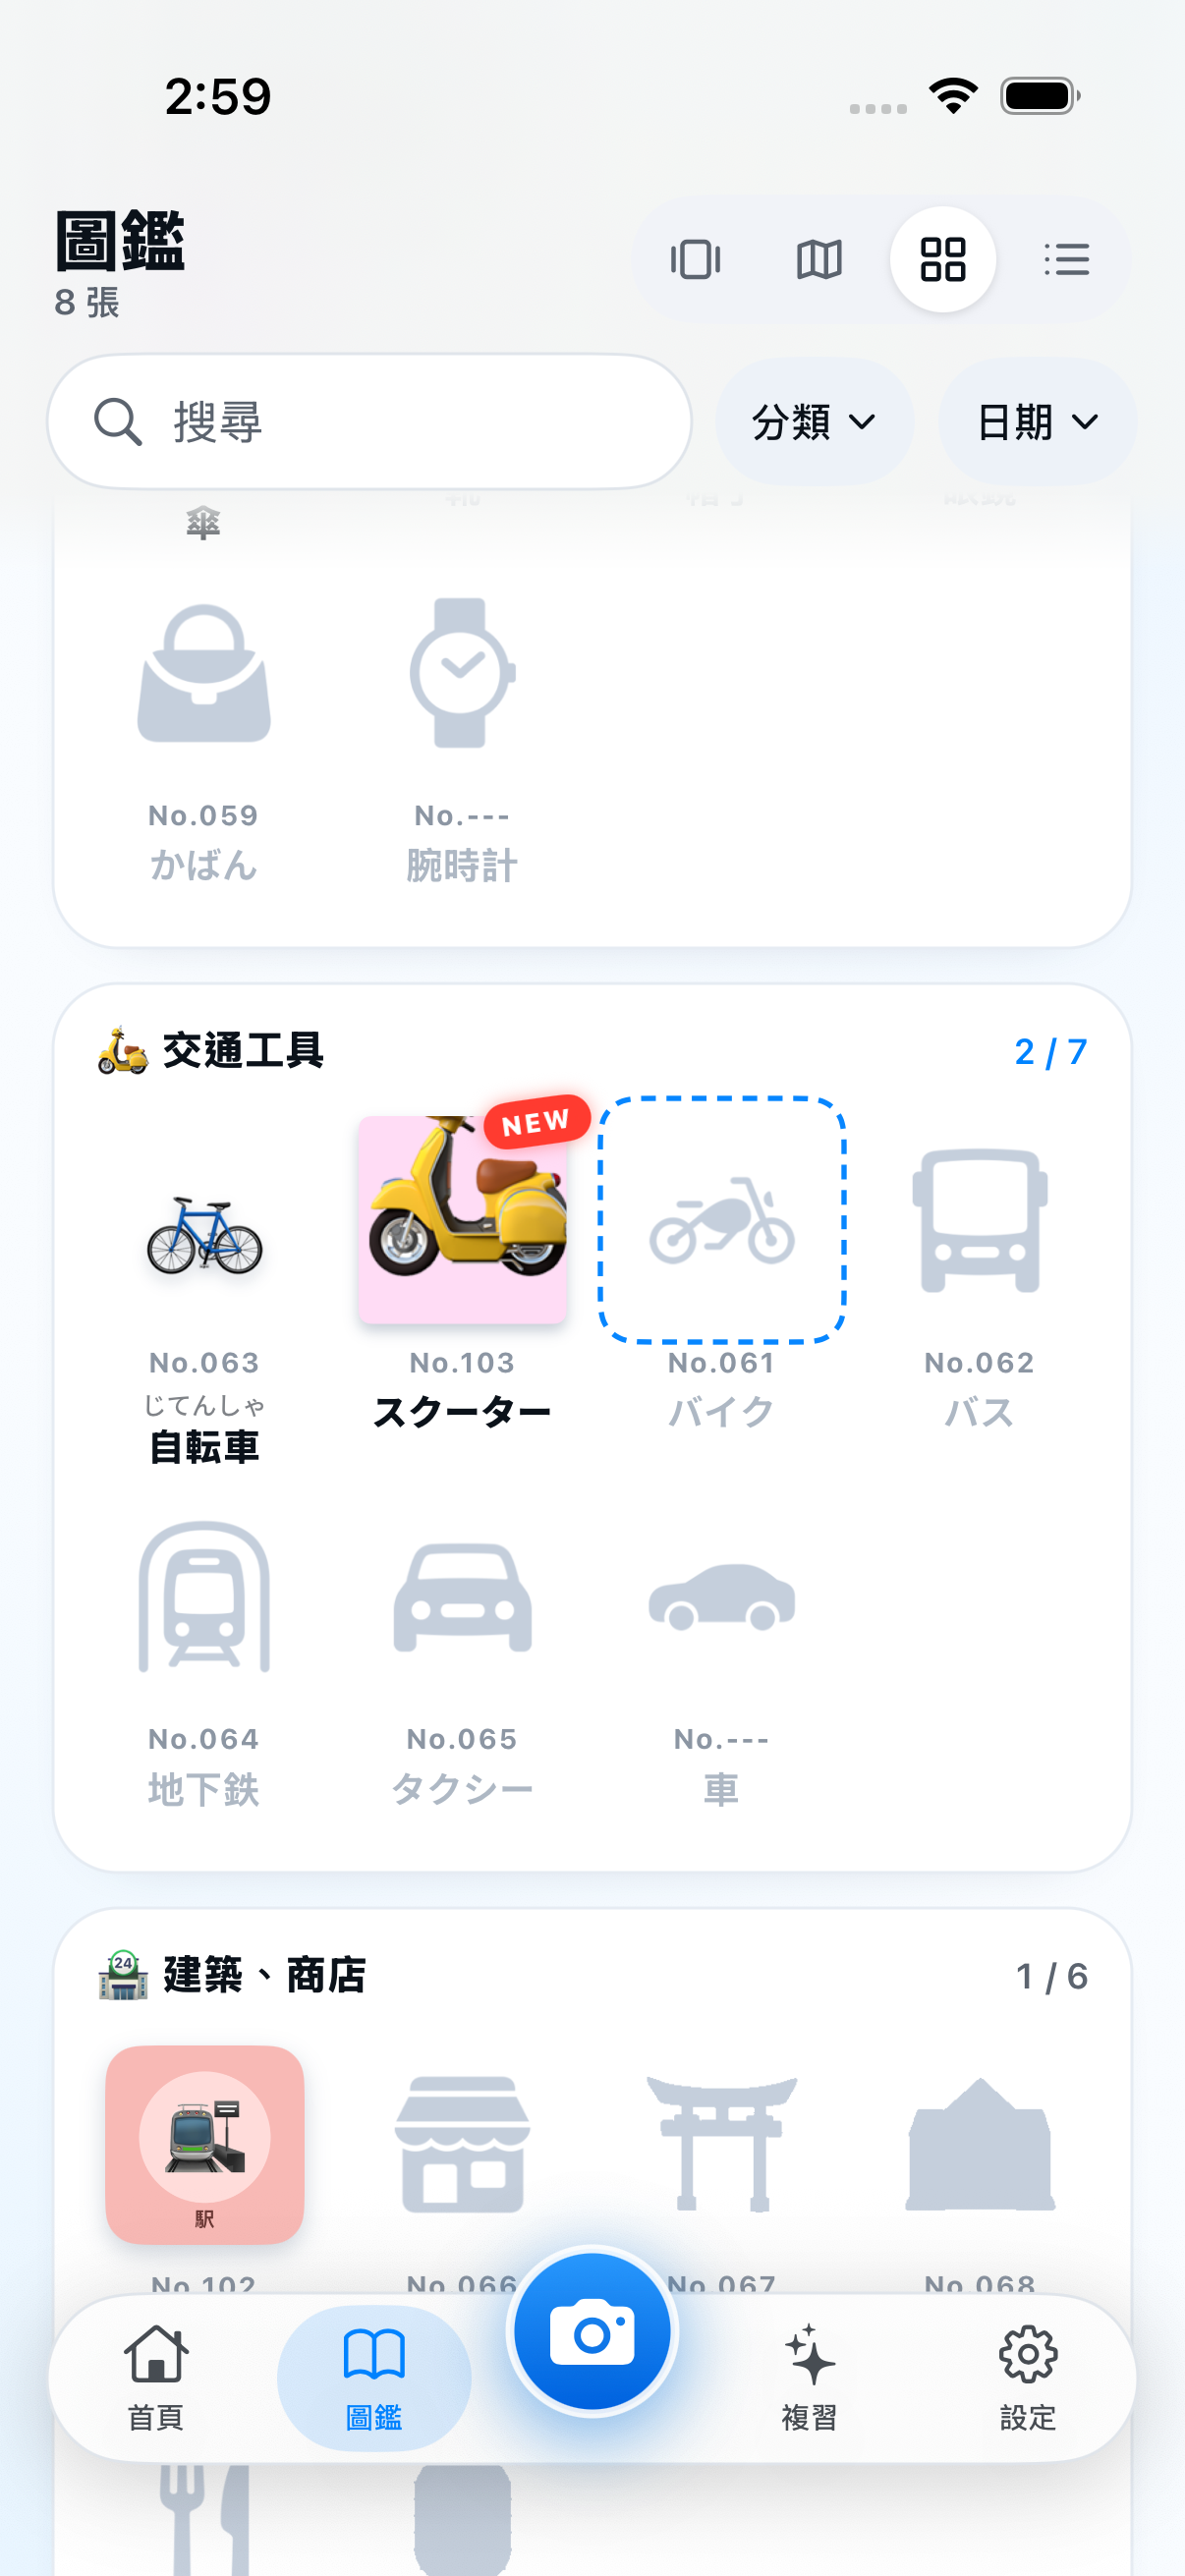 2:59
圖鑑
8 張
搜尋
分類
日期
傘
No.059
No.---
かばん
腕時計
交通工具
2 / 7
NEW
No.063
No.103
No.061
No.062
じてんしゃ
自転車
スクーター
バイク
バス
No.064
No.065
No.---
地下鉄
タクシー
車
24
建築、商店
1 / 6
駅
No.102
No.066
No.067
No.068
首頁
圖鑑
複習
設定